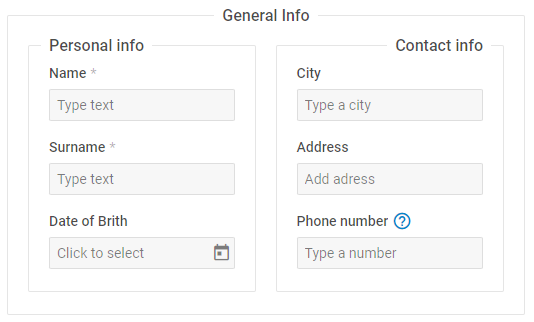 General Info
Personal info
Name *
Type text
Surname *
Type text
Date of Brith
Click to select
Contact info
City
Type a city
Address
Add adress
Phone number ?
Type a number